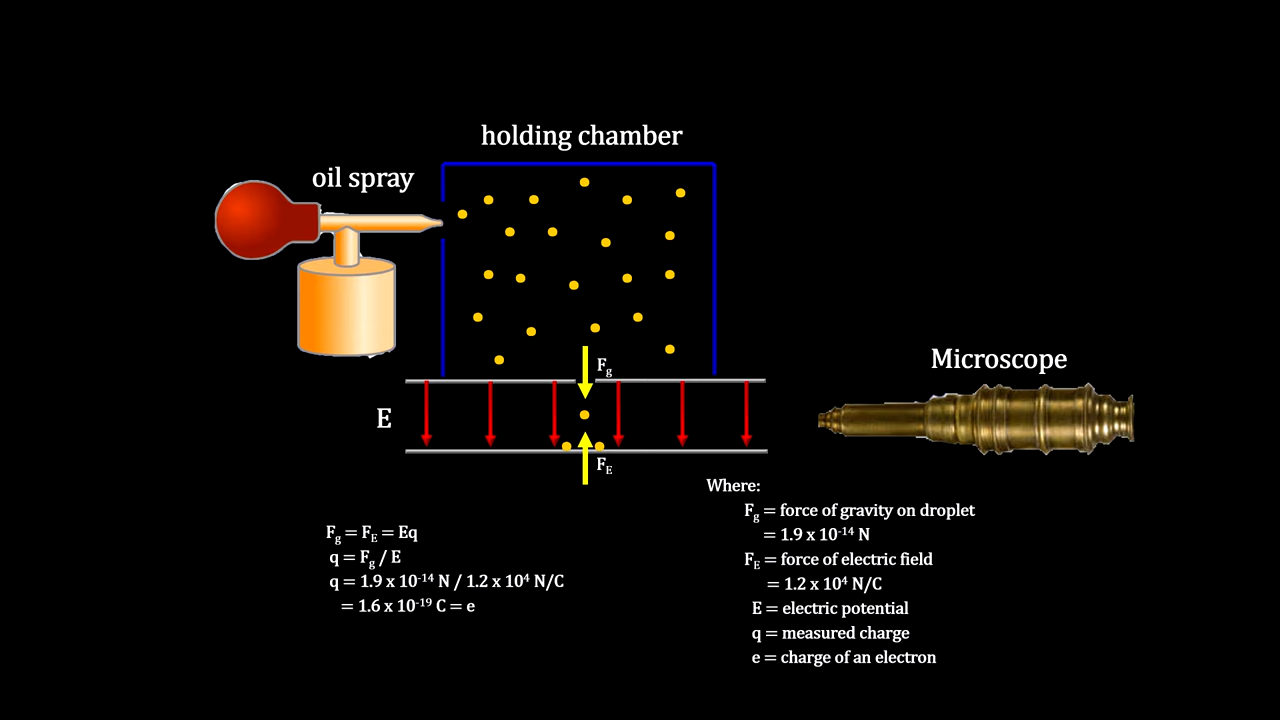 holding chamber
oil spray
Fg
Microscope
E
FE
Where:
Fg = force of gravity on droplet
= 1.9 x 10⁻¹⁴ N
FE = force of electric field
= 1.2 x 10⁴ N/C
E = electric potential
q = measured charge
e = charge of an electron
Fg = FE = Eq
q = Fg / E
q = 1.9 x 10⁻¹⁴ N / 1.2 x 10⁴ N/C
= 1.6 x 10⁻¹⁹ C = e